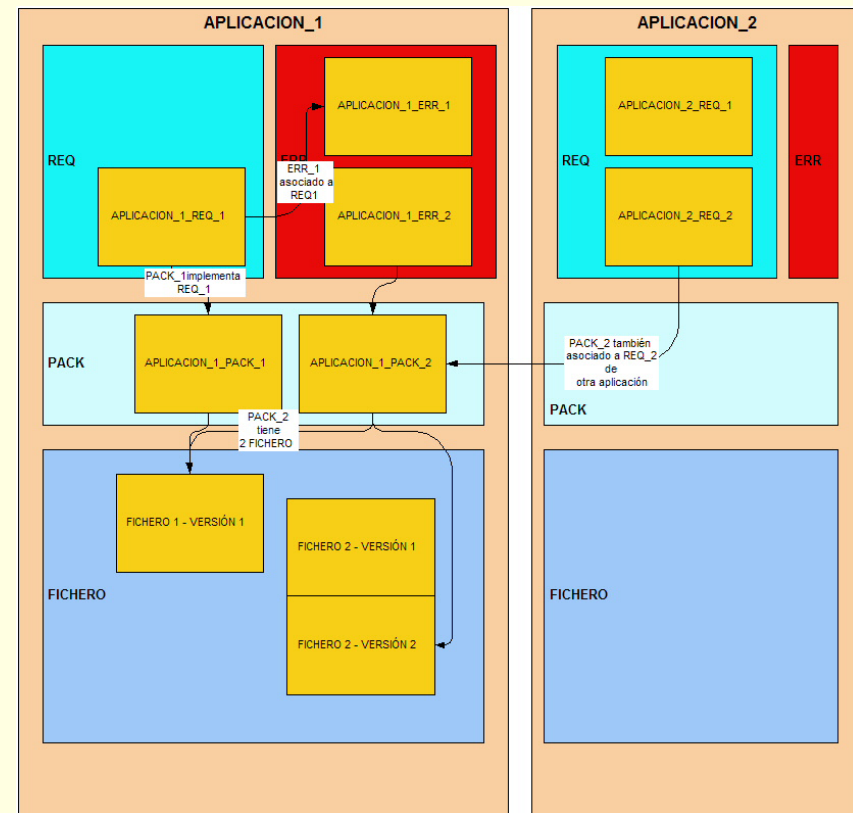 APLICACION_1
APLICACION_2
APLICACION_1_ERR_1
APLICACION_2_REQ_1
REQ
ERR
REQ
ERR
ERR_1
asociado a
REQ1
APLICACION_1_REQ_1
APLICACION_1_ERR_2
APLICACION_2_REQ_2
PACK_1implementa
REQ_1
PACK
APLICACION_1_PACK_1
APLICACION_1_PACK_2
PACK_2 también
asociado a REQ_2
de
otra aplicación
PACK
PACK_2
tiene
2 FICHERO
FICHERO 1 - VERSIÓN 1
FICHERO 2 - VERSIÓN 1
FICHERO
FICHERO
FICHERO 2 - VERSIÓN 2